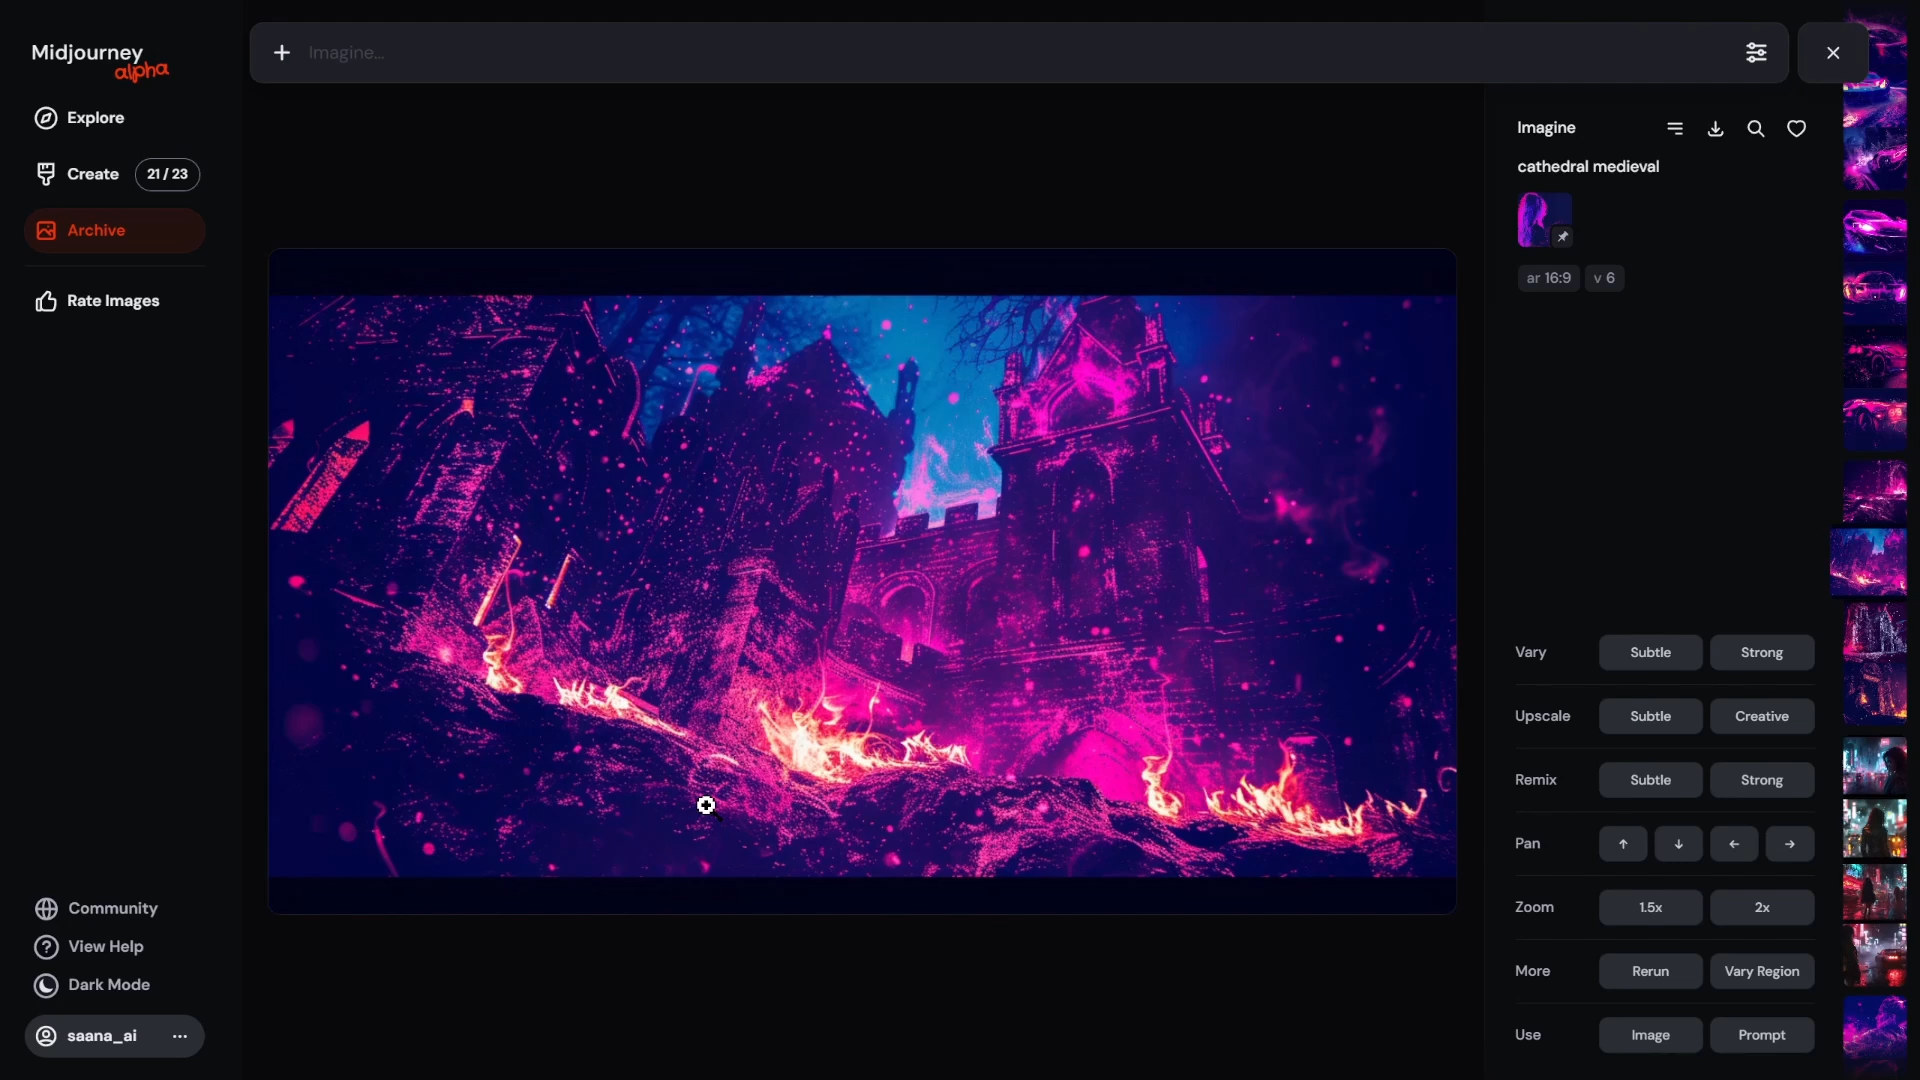 Midjourney
alpha
Explore
Create 21 / 23
Archive
Rate Images
Community
View Help
Dark Mode
saana_ai ...
Imagine...
Imagine
cathedral medieval
ar 16:9 v 6
Vary Subtle Strong
Upscale Subtle Creative
Remix Subtle Strong
Pan ↑ ↓ ← →
Zoom 1.5x 2x
More Rerun Vary Region
Use Image Prompt